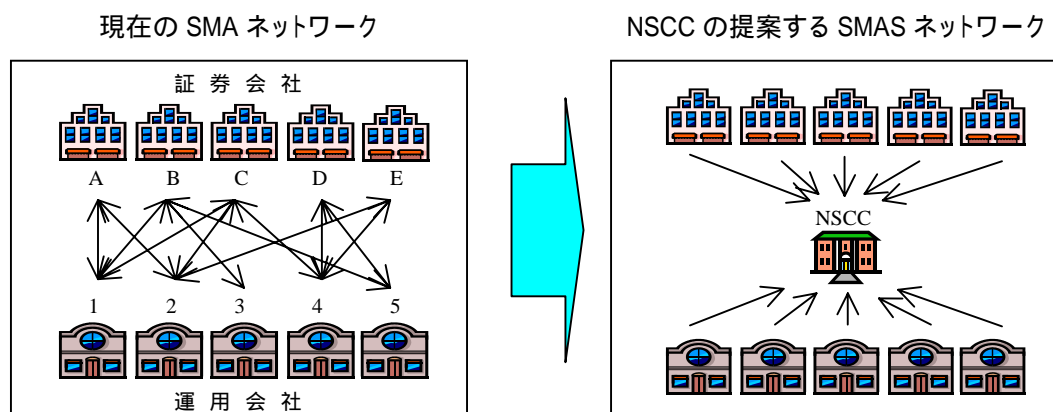 現在の SMA ネットワーク
NSCC の提案する SMAS ネットワーク
証 券 会 社
A B C D E
1 2 3 4 5
運 用 会 社
NSCC